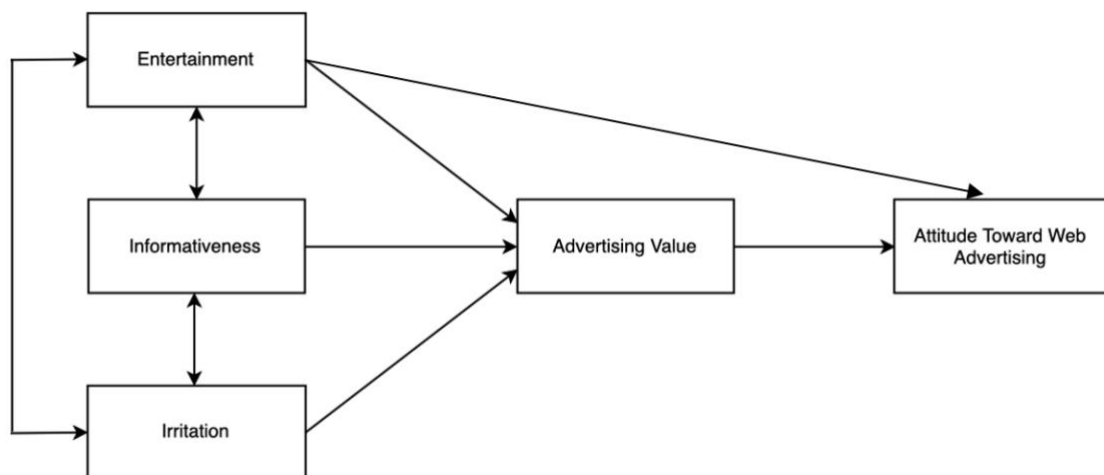 Entertainment
Informativeness
Advertising Value
Attitude Toward Web
Advertising
Irritation